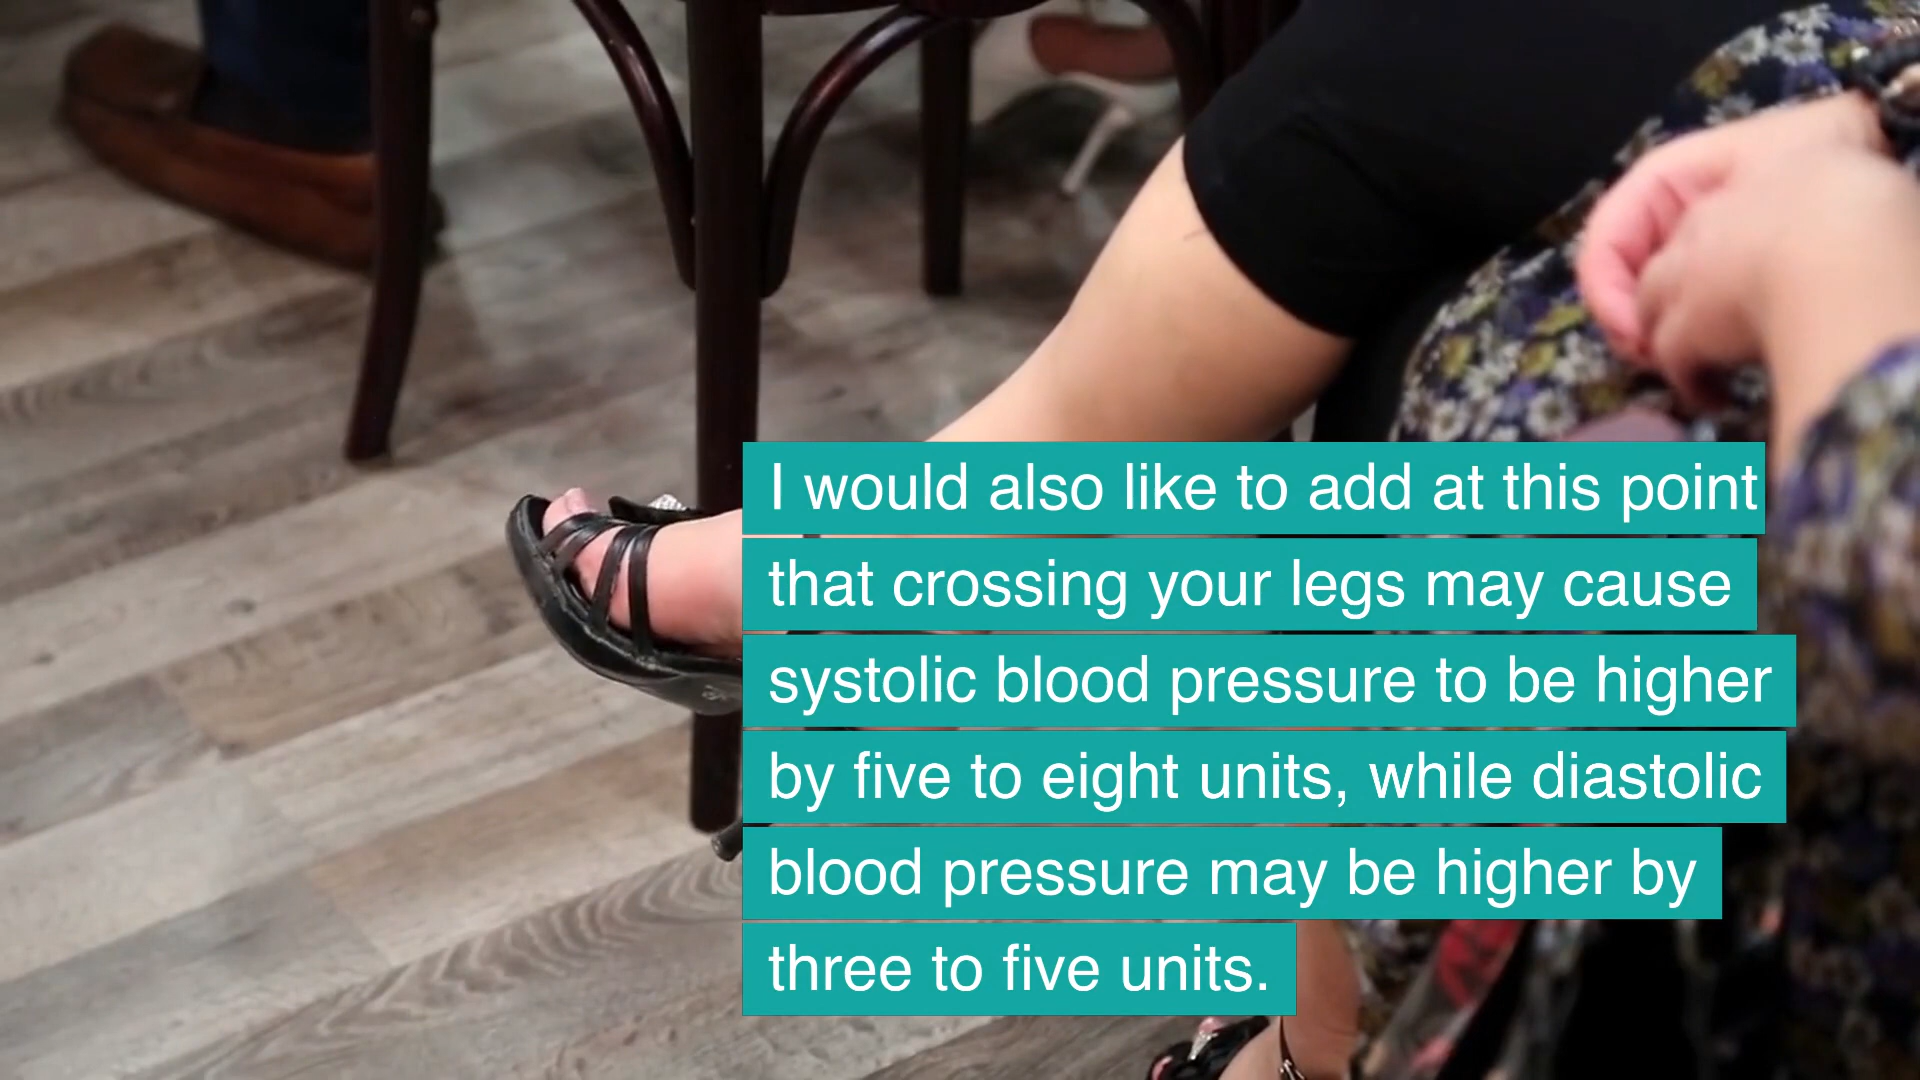 I would also like to add at this point
that crossing your legs may cause
systolic blood pressure to be higher
by five to eight units, while diastolic
blood pressure may be higher by
three to five units.